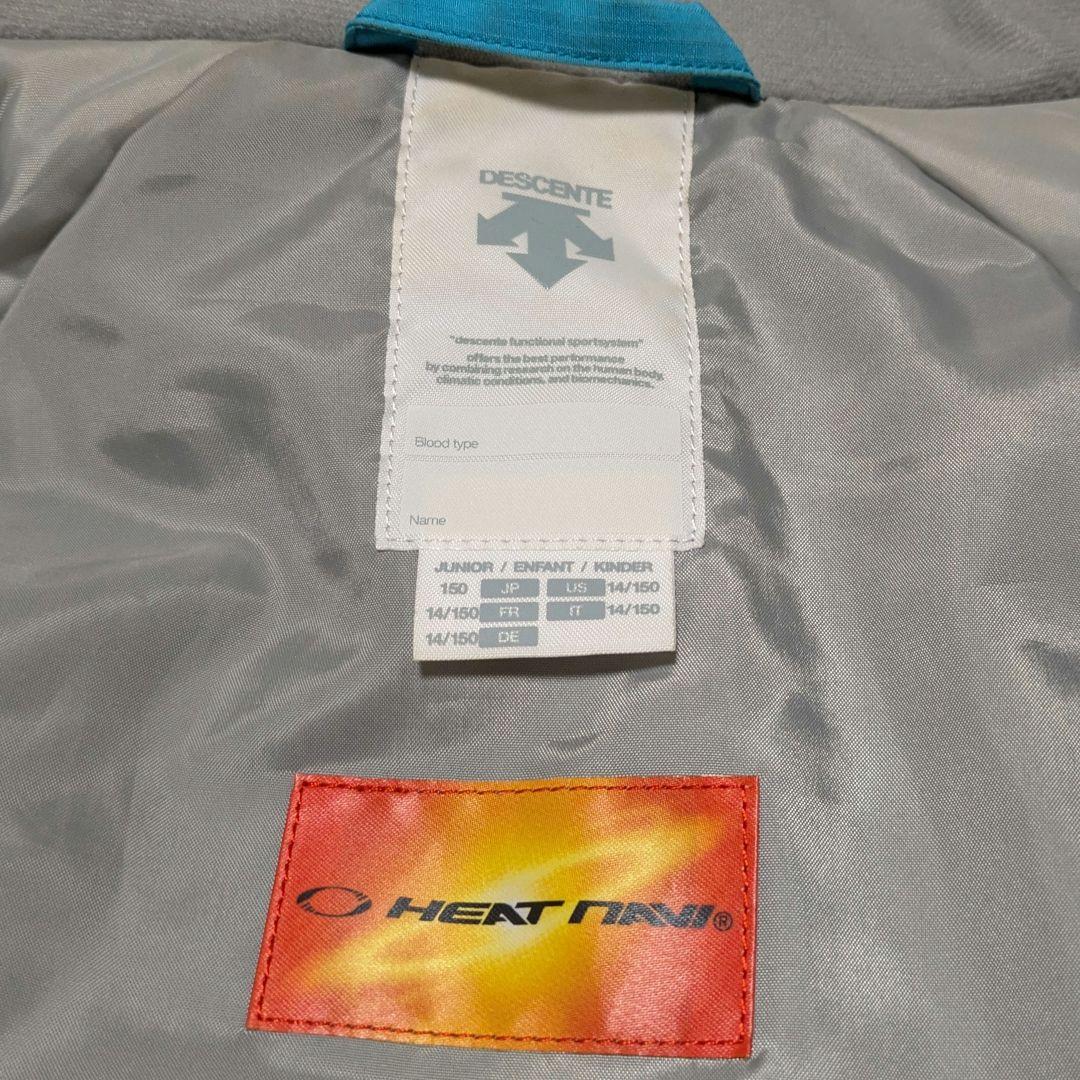 DESCENTE
"descente functional sportsystem"
offers the best performance
by combining research on the human body,
climatic conditions, and biomechanics.
Blood type
Name
JUNIOR / ENFANT / KINDER
150 JP US 14/150
14/150 FR IT 14/150
14/150 DE
HEAT NAVI®